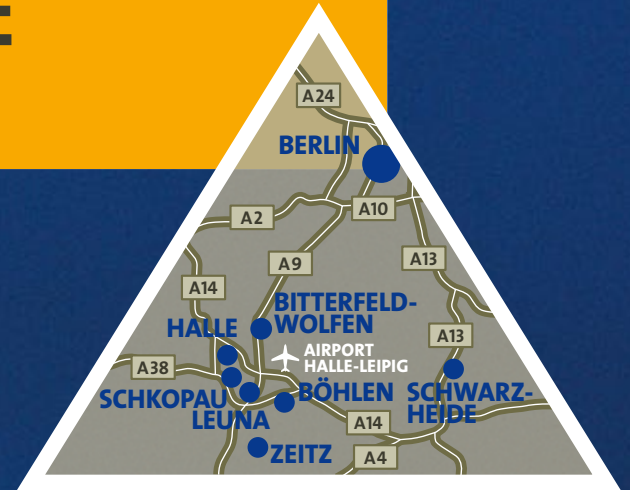 A24
BERLIN
A2
A10
A9
A13
A14
BITTERFELD-
WOLFEN
HALLE
A13
AIRPORT
HALLE-LEIPIG
A38
SCHKOPAU
BÖHLEN
SCHWARZ-
HEIDE
LEUNA
A14
ZEITZ
A4